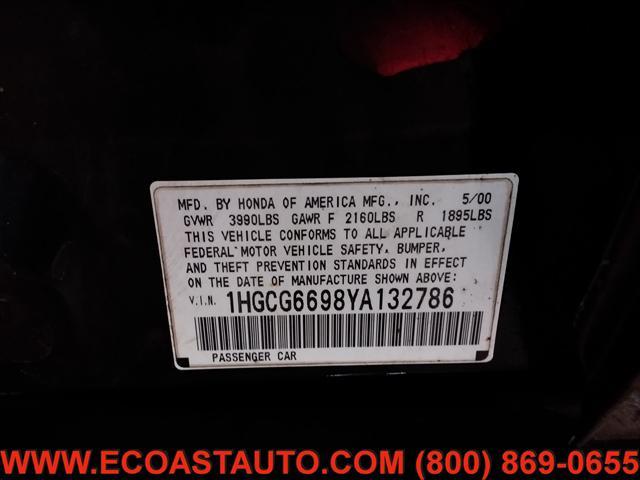 MFD. BY HONDA OF AMERICA MFG., INC. 5/00
GVWR 3990LBS GAWR F 2160LBS R 1895LBS
THIS VEHICLE CONFORMS TO ALL APPLICABLE
FEDERAL MOTOR VEHICLE SAFETY, BUMPER,
AND THEFT PREVENTION STANDARDS IN EFFECT
ON THE DATE OF MANUFACTURE SHOWN ABOVE:
V.I.N. 1HGCG6698YA132786
PASSENGER CAR
WWW.ECOASTAUTO.COM (800) 869-0655